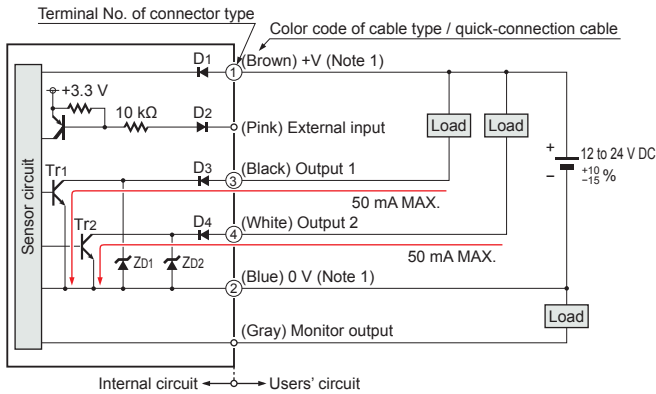 Terminal No. of connector type
Color code of cable type / quick-connection cable
D1
1
(Brown) +V (Note 1)
+3.3 V
10 kΩ
D2
(Pink) External input
Load
Load
+
12 to 24 V DC
−
+10
−15 %
Sensor circuit
Tr1
D3
3
(Black) Output 1
50 mA MAX.
Tr2
D4
4
(White) Output 2
50 mA MAX.
ZD1
ZD2
2
(Blue) 0 V (Note 1)
Load
(Gray) Monitor output
Internal circuit
Users' circuit